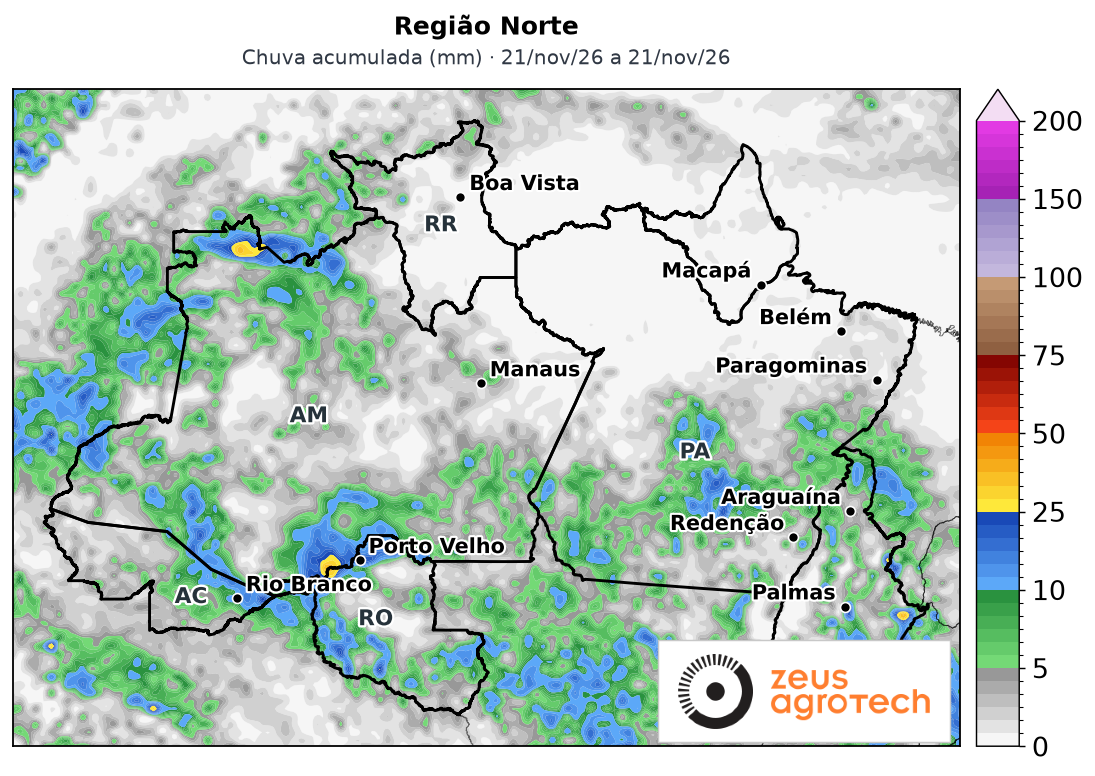 Região Norte
Chuva acumulada (mm) · 21/nov/26 a 21/nov/26
Boa Vista
RR
Macapá
Belém
Paragominas
Manaus
AM
PA
Araguaína
Redenção
Porto Velho
Rio Branco
AC
RO
Palmas
zeus
agrotech
200
150
100
75
50
25
10
5
0